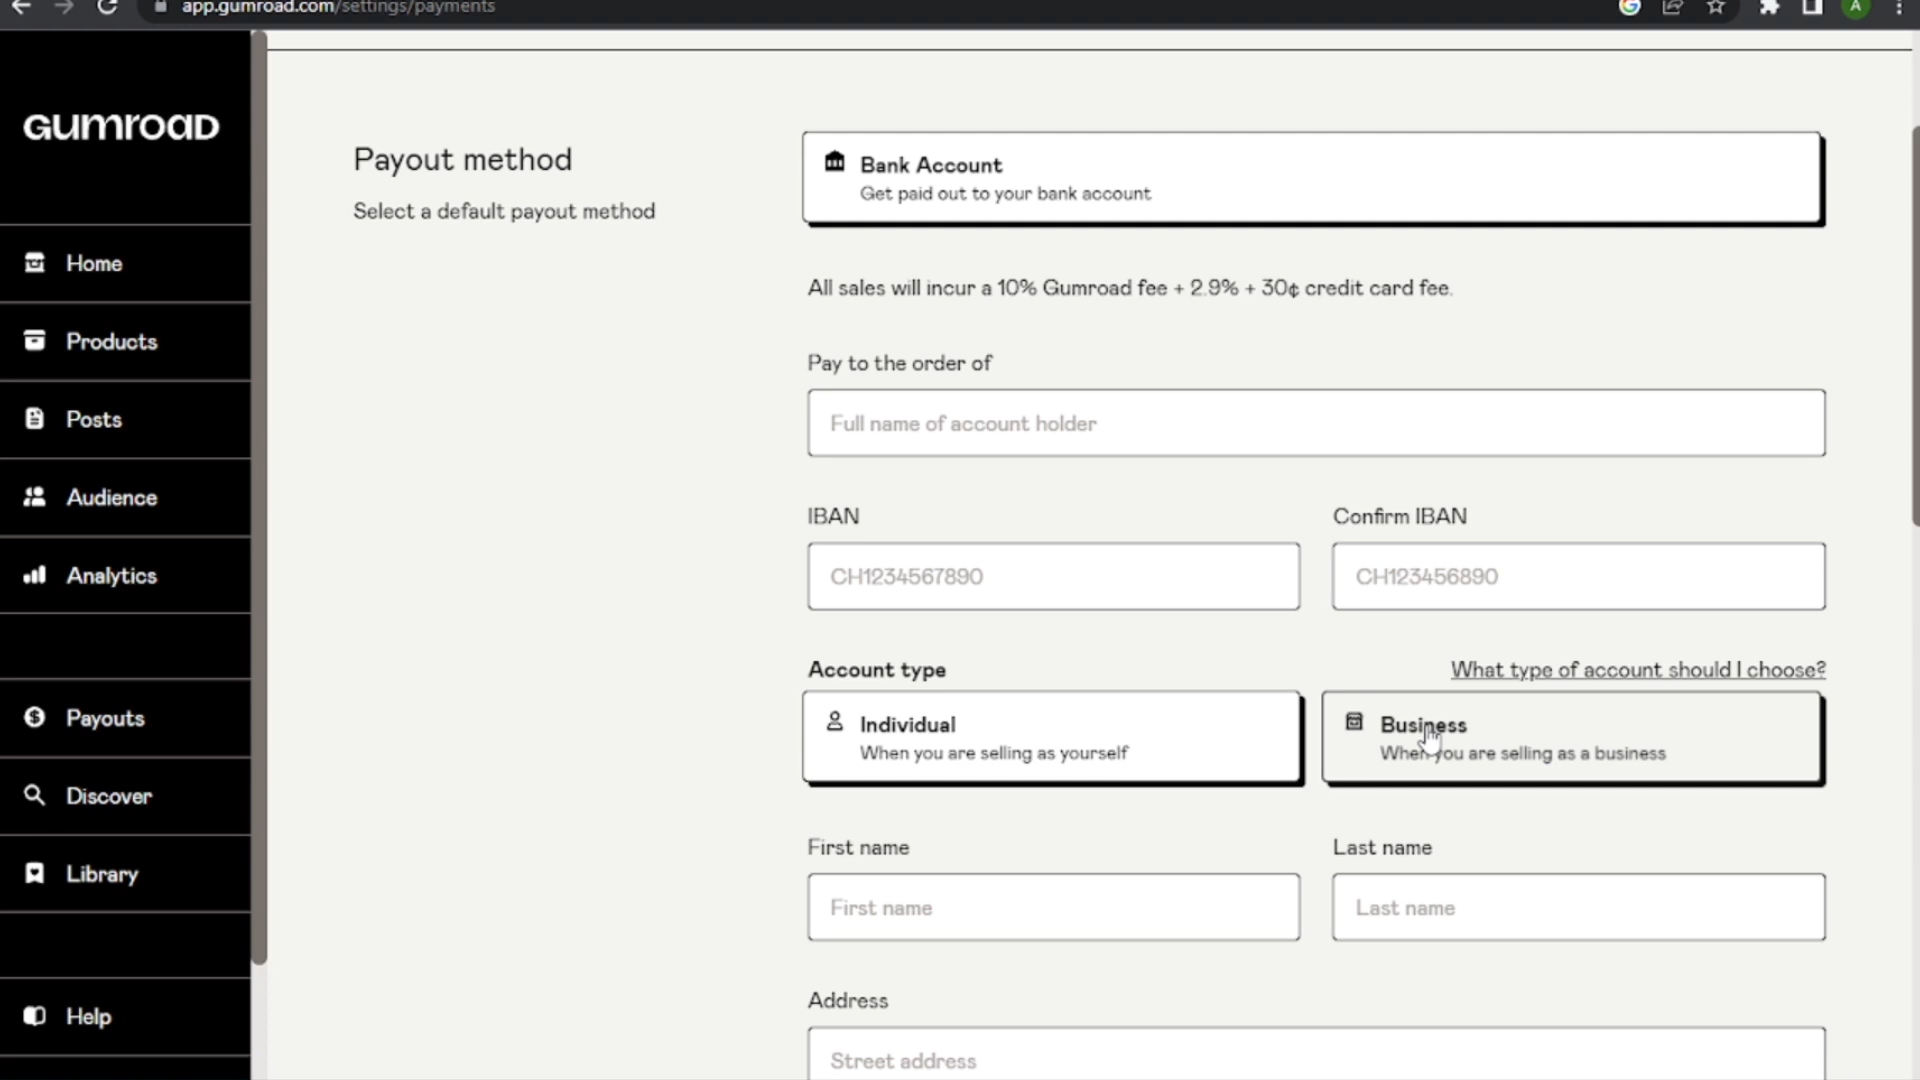 app.gumroad.com/settings/payments
A
GUMROAD
Home
Products
Posts
Audience
Analytics
Payouts
Discover
Library
Help
Payout method
Select a default payout method
Bank Account
Get paid out to your bank account
All sales will incur a 10% Gumroad fee + 2.9% + 30¢ credit card fee.
Pay to the order of
Full name of account holder
IBAN
Confirm IBAN
CH1234567890
CH123456890
Account type
What type of account should I choose?
Individual
When you are selling as yourself
Business
When you are selling as a business
First name
Last name
First name
Last name
Address
Street address